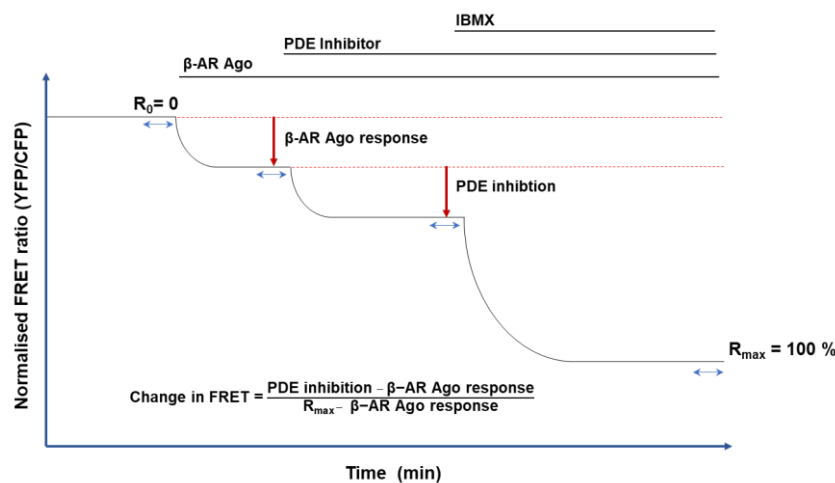 IBMX
PDE Inhibitor
β-AR Ago
R₀= 0
β-AR Ago response
PDE inhibtion
Rmax = 100 %
Change in FRET = PDE inhibition – β–AR Ago response
Rmax – β–AR Ago response
Normalised FRET ratio (YFP/CFP)
Time (min)